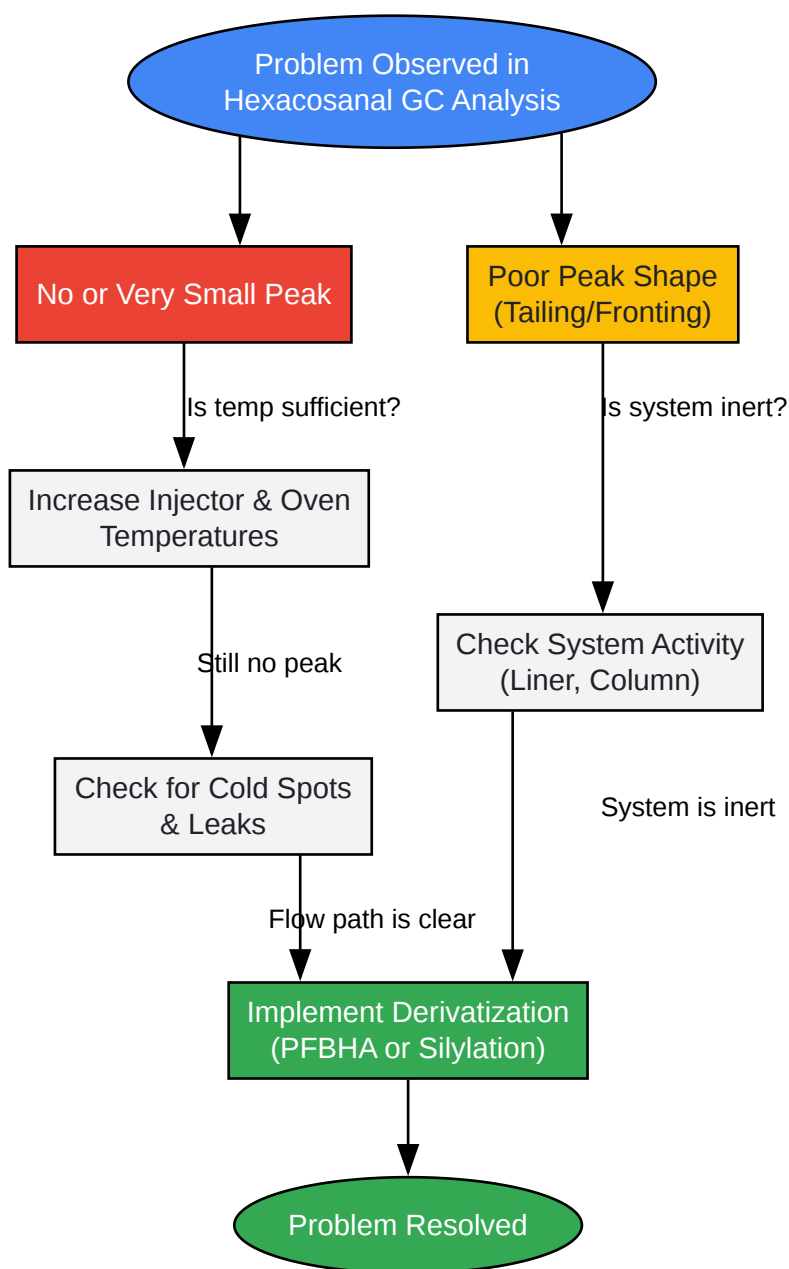 Problem Observed in
Hexacosanal GC Analysis
No or Very Small Peak
Poor Peak Shape
(Tailing/Fronting)
Is temp sufficient?
Is system inert?
Increase Injector & Oven
Temperatures
Check System Activity
(Liner, Column)
Still no peak
Check for Cold Spots
& Leaks
System is inert
Flow path is clear
Implement Derivatization
(PFBHA or Silylation)
Problem Resolved